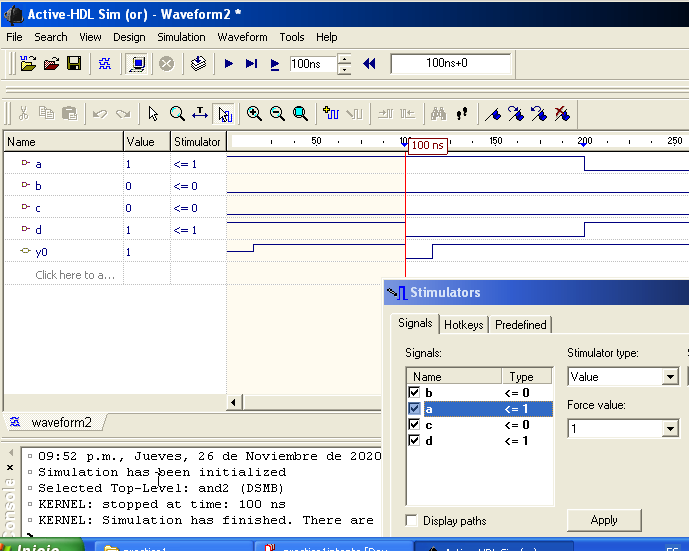 Active-HDL Sim (or) - Waveform2 *
File Search View Design Simulation Waveform Tools Help
100ns 100ns+0
Name Value Stimulator 50 100 150 200 250
100 ns
a 1 <= 1
b 0 <= 0
c 0 <= 0
d 1 <= 1
y0 1
Click here to a...
Stimulators
Signals Hotkeys Predefined
Signals: Stimulator type:
Name Type Value
b <= 0
a <= 1 Force value:
c <= 0 1
d <= 1
Display paths Apply
waveform2
09:52 p.m., Jueves, 26 de Noviembre de 2020
Simulation has been initialized
Selected Top-Level: and2 (DSMB)
KERNEL: stopped at time: 100 ns
KERNEL: Simulation has finished. There are
Console
Inicio